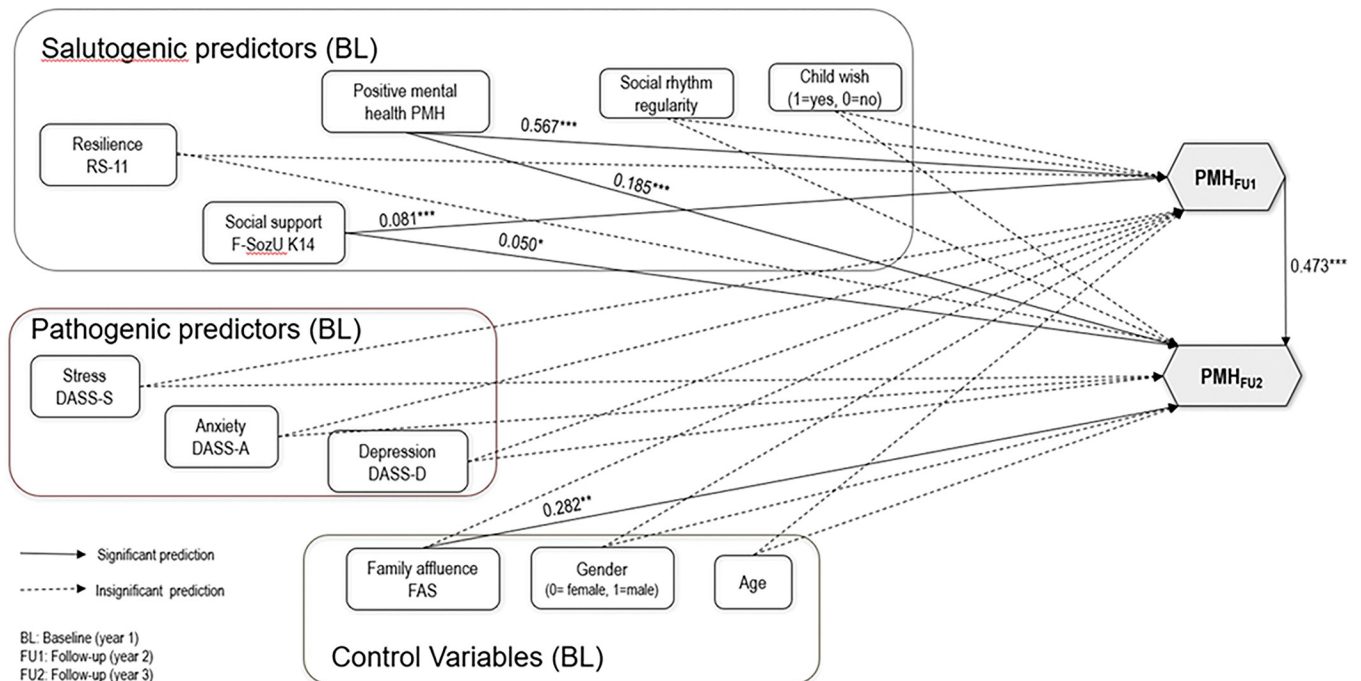 Salutogenic predictors (BL)
Positive mental
health PMH
Social rhythm
regularity
Child wish
(1=yes, 0=no)
Resilience
RS-11
Social support
F-SozU K14
0.567***
0.185***
0.081***
0.050*
PMHFU1
0.473***
PMHFU2
Pathogenic predictors (BL)
Stress
DASS-S
Anxiety
DASS-A
Depression
DASS-D
0.282**
Family affluence
FAS
Gender
(0= female, 1=male)
Age
Control Variables (BL)
Significant prediction
Insignificant prediction
BL: Baseline (year 1)
FU1: Follow-up (year 2)
FU2: Follow-up (year 3)